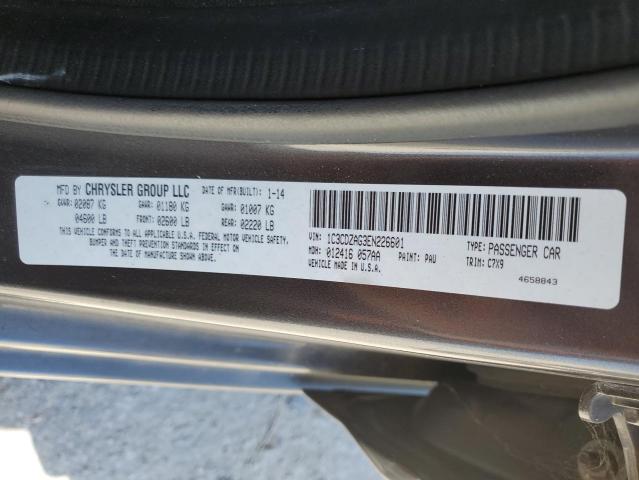 MFD BY CHRYSLER GROUP LLC DATE OF MFR(BUILT): 1-14
GVWR: 02087 KG GAWR: 01180 KG GAWR: 01007 KG
04600 LB FRONT: 02600 LB REAR: 02220 LB
THIS VEHICLE CONFORMS TO ALL APPLICABLE U.S.A. FEDERAL MOTOR VEHICLE SAFETY,
BUMPER AND THEFT PREVENTION STANDARDS IN EFFECT ON THE DATE OF
MANUFACTURE SHOWN ABOVE.
VIN: 1C3CDZAG3EN226601 TYPE: PASSENGER CAR
MDH: 012416 057AA PAINT: PAU TRIM: C7X9
VEHICLE MADE IN U.S.A.
4658843